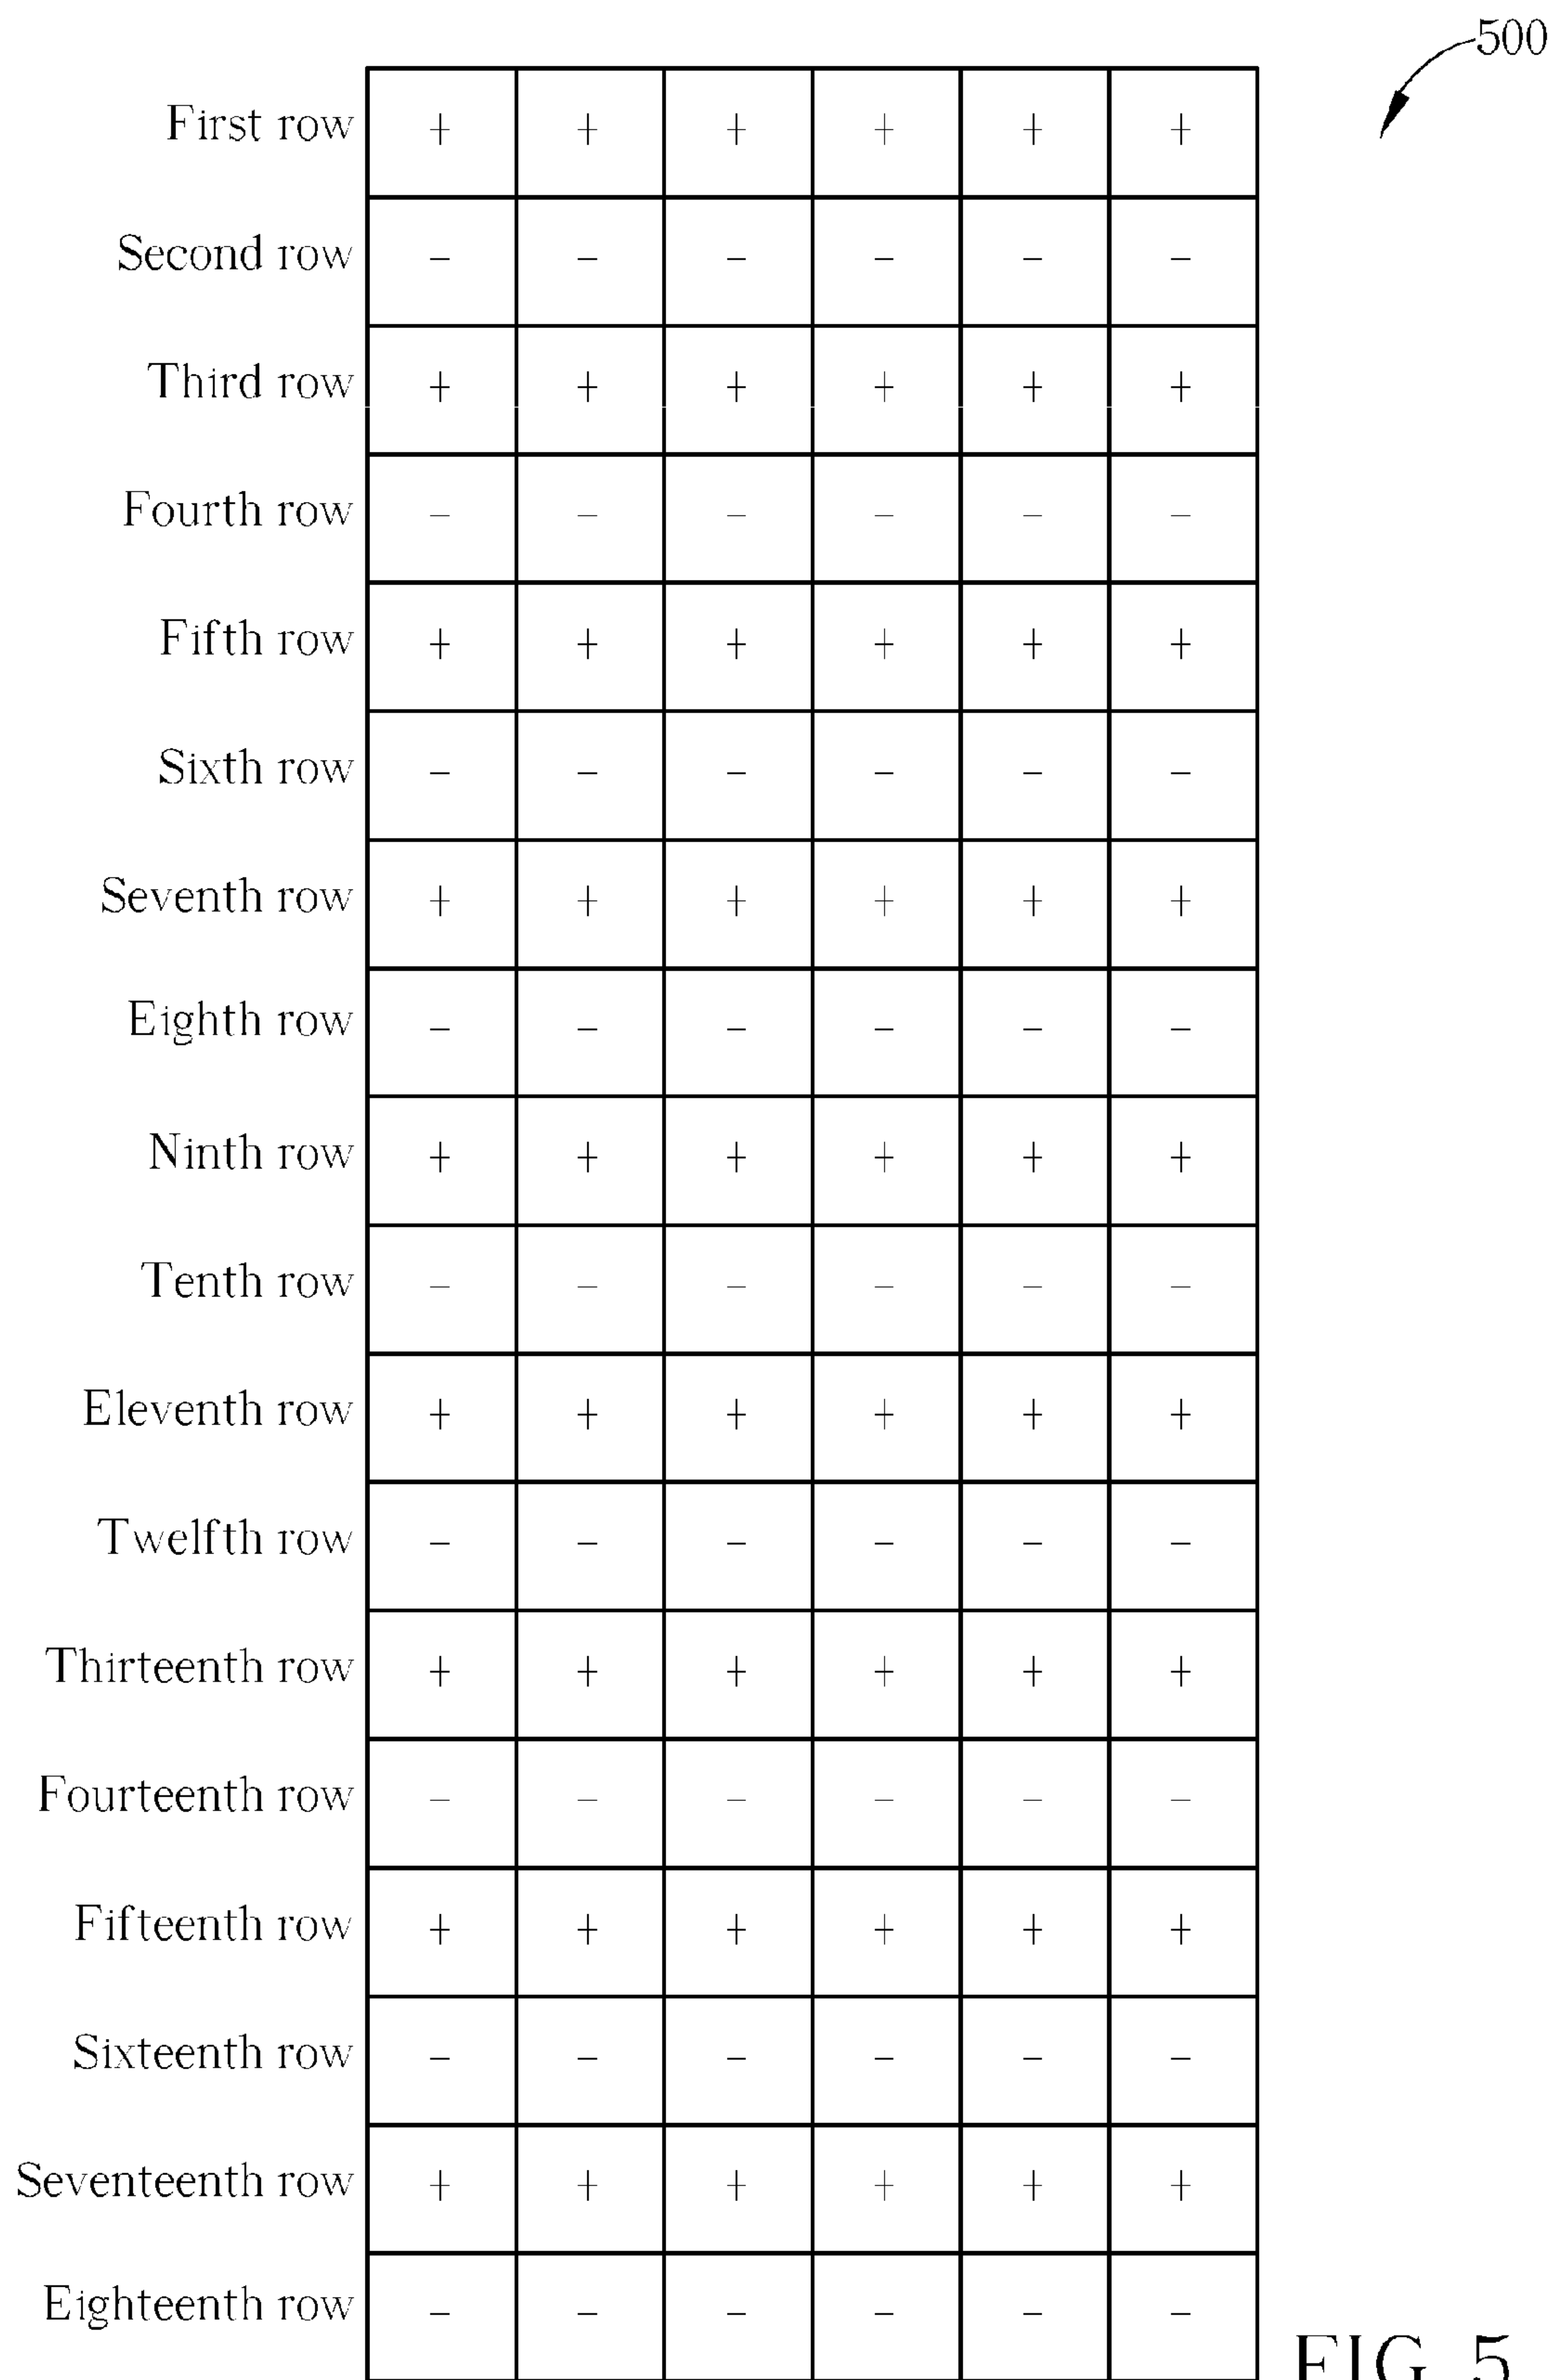 500
First row + + + + + +
Second row − − − − − −
Third row + + + + + +
Fourth row − − − − − −
Fifth row + + + + + +
Sixth row − − − − − −
Seventh row + + + + + +
Eighth row − − − − − −
Ninth row + + + + + +
Tenth row − − − − − −
Eleventh row + + + + + +
Twelfth row − − − − − −
Thirteenth row + + + + + +
Fourteenth row − − − − − −
Fifteenth row + + + + + +
Sixteenth row − − − − − −
Seventeenth row + + + + + +
Eighteenth row − − − − − −
FIG. 5